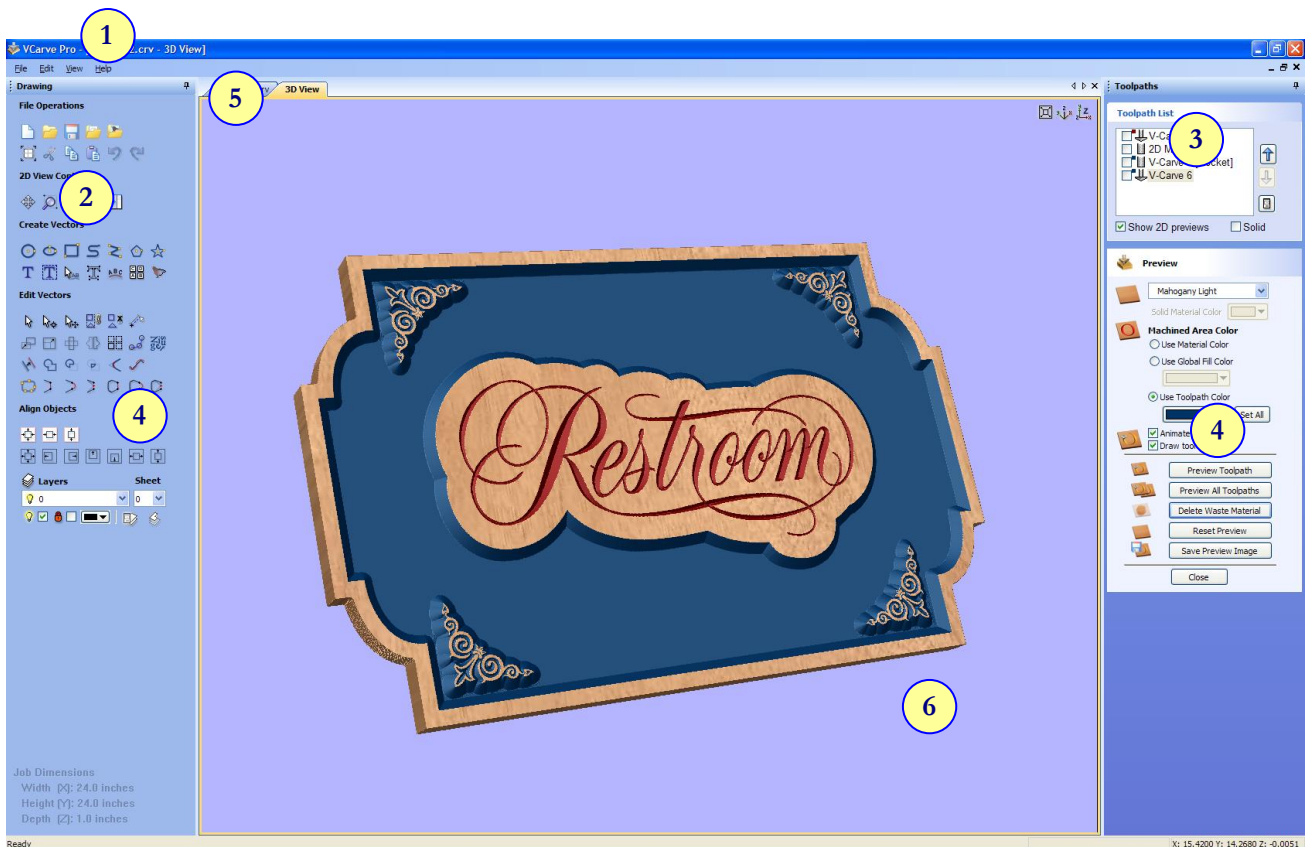 1
VCarve Pro - .crv - 3D View]
File Edit View Help
Drawing
5
3D View
Toolpaths
File Operations
Toolpath List
3
V-Ca
2D M
V-Carve cket]
V-Carve 6
2D View Con
2
Show 2D previews Solid
Create Vectors
Preview
Edit Vectors
Mahogany Light
Solid Material Color
Machined Area Color
Use Material Color
Use Global Fill Color
Use Toolpath Color
Set All
4
Animate
Draw
4
Align Objects
Restroom
Preview Toolpath
Preview All Toolpaths
Delete Waste Material
Reset Preview
Save Preview Image
Close
Layers Sheet
0 0
6
Job Dimensions
Width [X]: 24.0 inches
Height [Y]: 24.0 inches
Depth [Z]: 1.0 inches
Ready
X: 15.4200 Y: 14.2680 Z: -0.0051